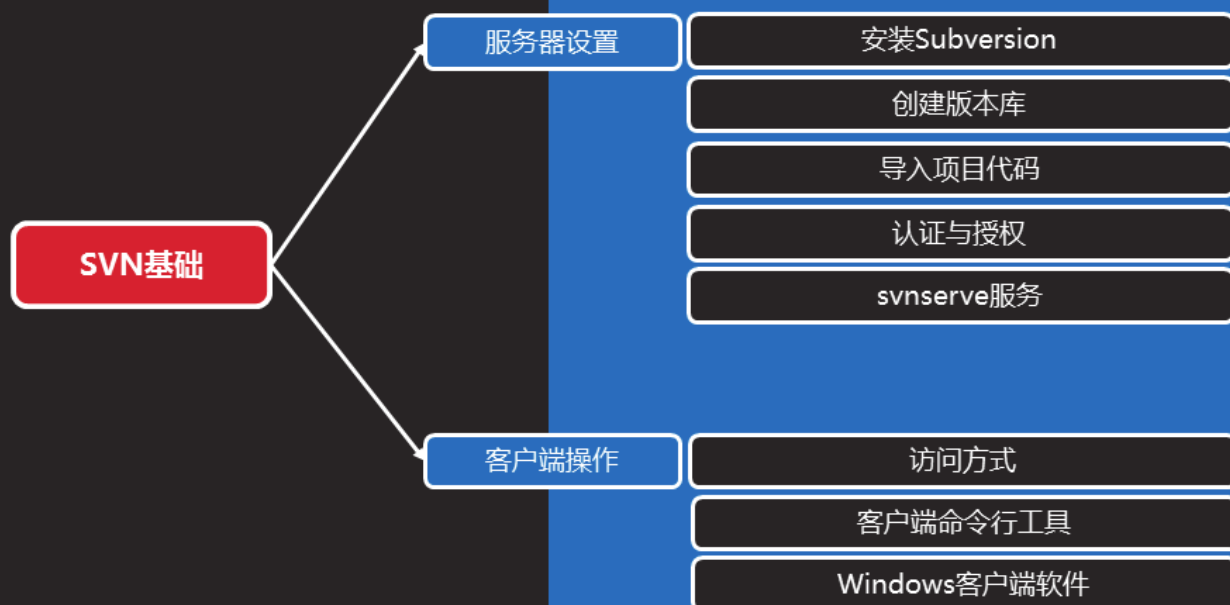 SVN基础
服务器设置
安装Subversion
创建版本库
导入项目代码
认证与授权
svnserve服务
客户端操作
访问方式
客户端命令行工具
Windows客户端软件